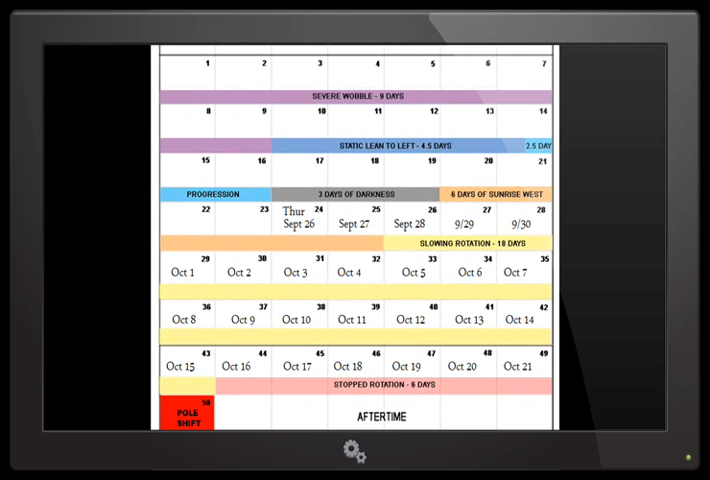 1 2 3 4 5 6 7
SEVERE WOBBLE - 9 DAYS
8 9 10 11 12 13 14
STATIC LEAN TO LEFT - 4.5 DAYS 2.5 DAY
15 16 17 18 19 20 21
PROGRESSION 3 DAYS OF DARKNESS 6 DAYS OF SUNRISE WEST
22 23 24 25 26 27 28
Thur
Sept 26 Sept 27 Sept 28 9/29 9/30
SLOWING ROTATION - 18 DAYS
29 30 31 32 33 34 35
Oct 1 Oct 2 Oct 3 Oct 4 Oct 5 Oct 6 Oct 7
36 37 38 39 40 41 42
Oct 8 Oct 9 Oct 10 Oct 11 Oct 12 Oct 13 Oct 14
43 44 45 46 47 48 49
Oct 15 Oct 16 Oct 17 Oct 18 Oct 19 Oct 20 Oct 21
STOPPED ROTATION - 6 DAYS
50
POLE
SHIFT
AFTERTIME